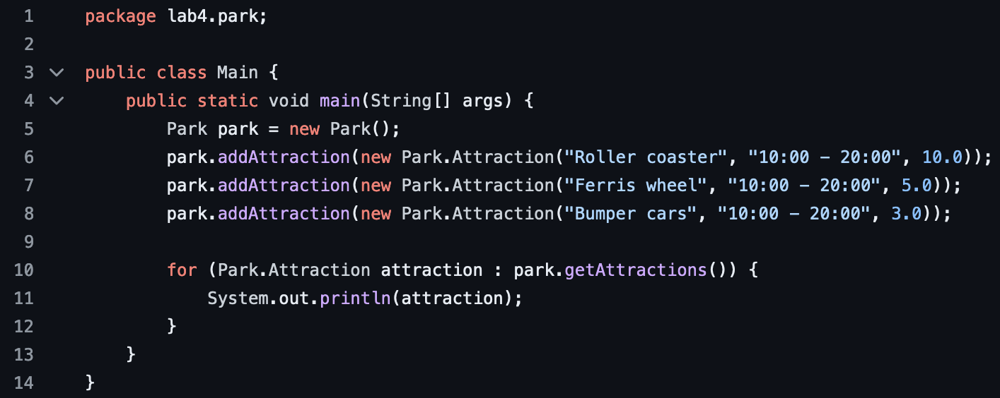 1 package lab4.park;
2
3 public class Main {
4     public static void main(String[] args) {
5         Park park = new Park();
6         park.addAttraction(new Park.Attraction("Roller coaster", "10:00 – 20:00", 10.0));
7         park.addAttraction(new Park.Attraction("Ferris wheel", "10:00 – 20:00", 5.0));
8         park.addAttraction(new Park.Attraction("Bumper cars", "10:00 – 20:00", 3.0));
9
10         for (Park.Attraction attraction : park.getAttractions()) {
11             System.out.println(attraction);
12         }
13     }
14 }